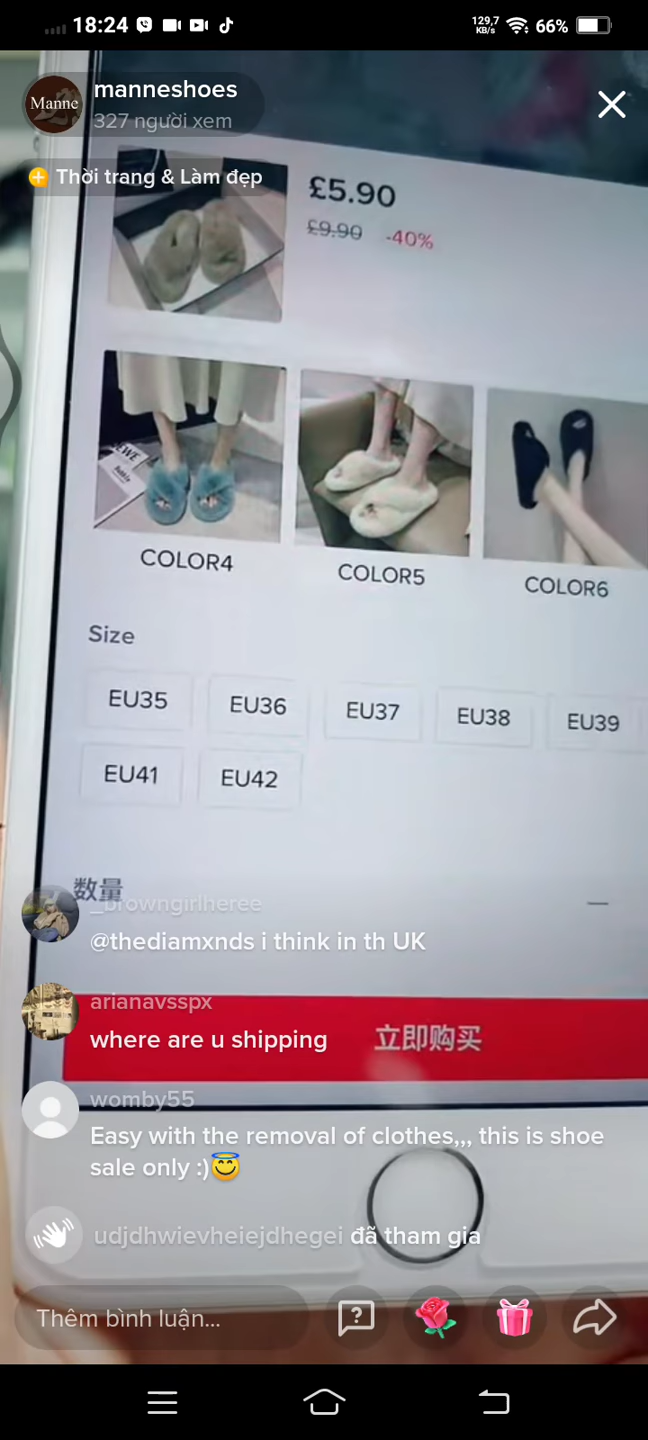 18:24
129,7
KB/s
66%
Manne
manneshoes
327 người xem
Thời trang & Làm đẹp
£5.90
£9.90 -40%
COLOR4
COLOR5
COLOR6
Size
EU35
EU36
EU37
EU38
EU39
EU41
EU42
数量
_browngirlheree
@thediamxnds i think in th UK
arianavsspx
where are u shipping
立即购买
womby55
Easy with the removal of clothes,,, this is shoe
sale only :)😇
udjdhwievheiejdhegei đã tham gia
Thêm bình luận...